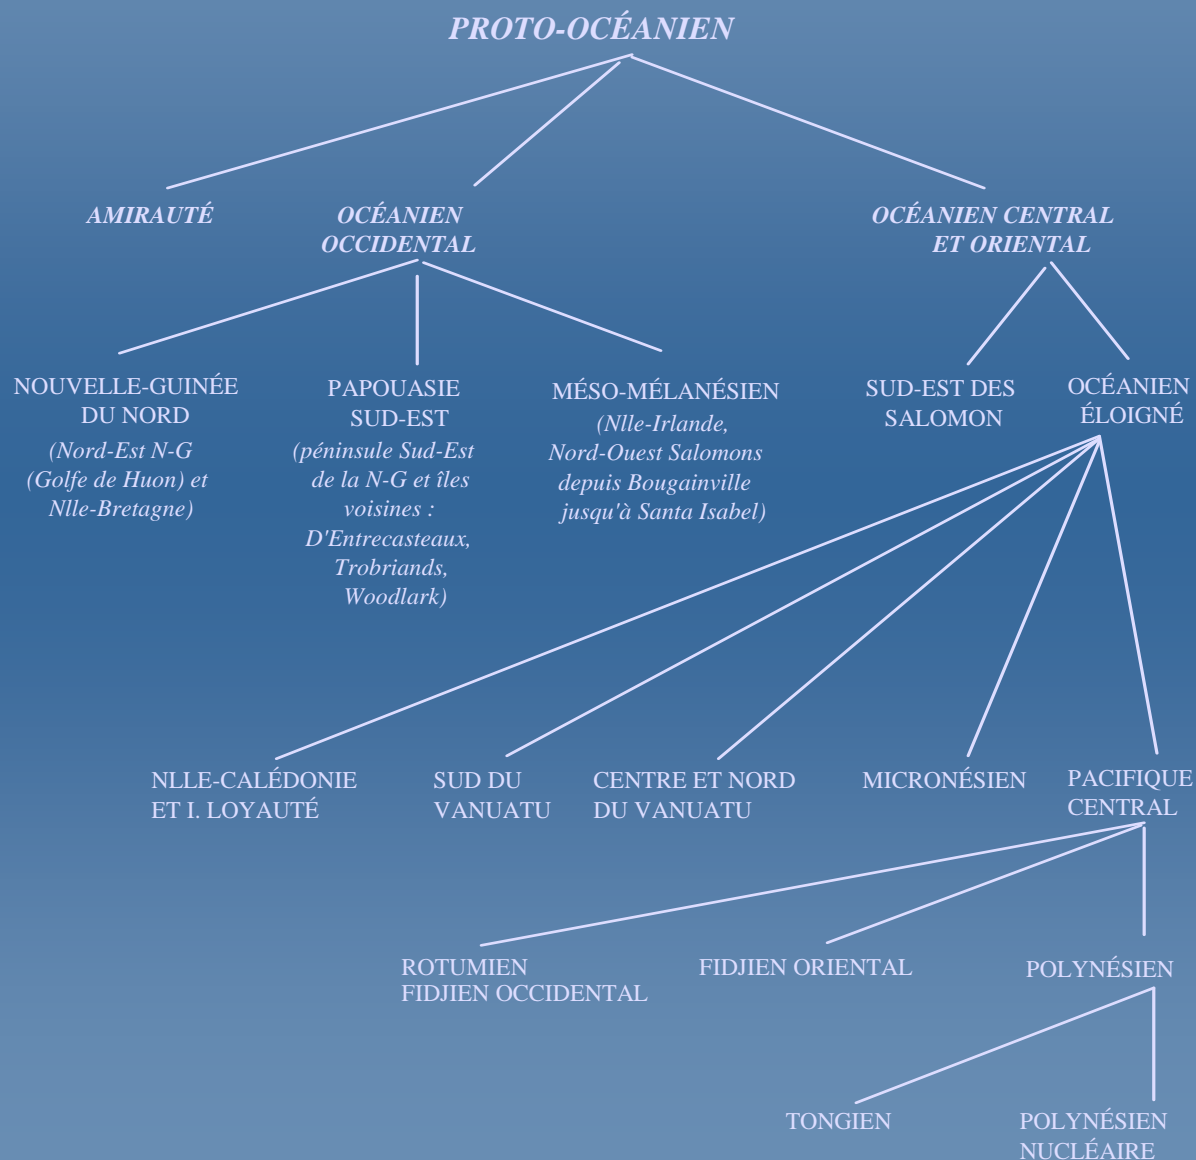 PROTO-OCÉANIEN
AMIRAUTÉ
OCÉANIEN
OCCIDENTAL
OCÉANIEN CENTRAL
ET ORIENTAL
NOUVELLE-GUINÉE
DU NORD
(Nord-Est N-G
(Golfe de Huon) et
Nlle-Bretagne)
PAPOUASIE
SUD-EST
(péninsule Sud-Est
de la N-G et îles
voisines :
D'Entrecasteaux,
Trobriands,
Woodlark)
MÉSO-MÉLANÉSIEN
(Nlle-Irlande,
Nord-Ouest Salomons
depuis Bougainville
jusqu'à Santa Isabel)
SUD-EST DES
SALOMON
OCÉANIEN
ÉLOIGNÉ
NLLE-CALÉDONIE
ET I. LOYAUTÉ
SUD DU
VANUATU
CENTRE ET NORD
DU VANUATU
MICRONÉSIEN
PACIFIQUE
CENTRAL
ROTUMIEN
FIDJIEN OCCIDENTAL
FIDJIEN ORIENTAL
POLYNÉSIEN
TONGIEN
POLYNÉSIEN
NUCLÉAIRE